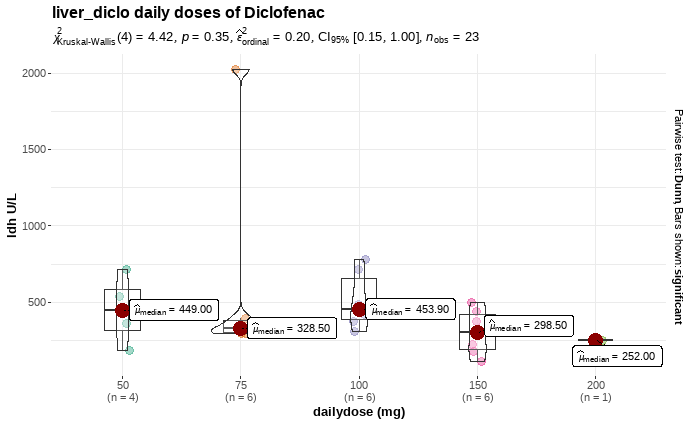 liver_diclo daily doses of Diclofenac
χ²Kruskal-Wallis(4) = 4.42, p = 0.35, ε̂²ordinal = 0.20, CI95% [0.15, 1.00], nobs = 23
ldh U/L
2000
1500
1000
500
μ̂median = 449.00
μ̂median = 328.50
μ̂median = 453.90
μ̂median = 298.50
μ̂median = 252.00
50
(n = 4)
75
(n = 6)
100
(n = 6)
150
(n = 6)
200
(n = 1)
dailydose (mg)
Pairwise test: Dunn, Bars shown: significant